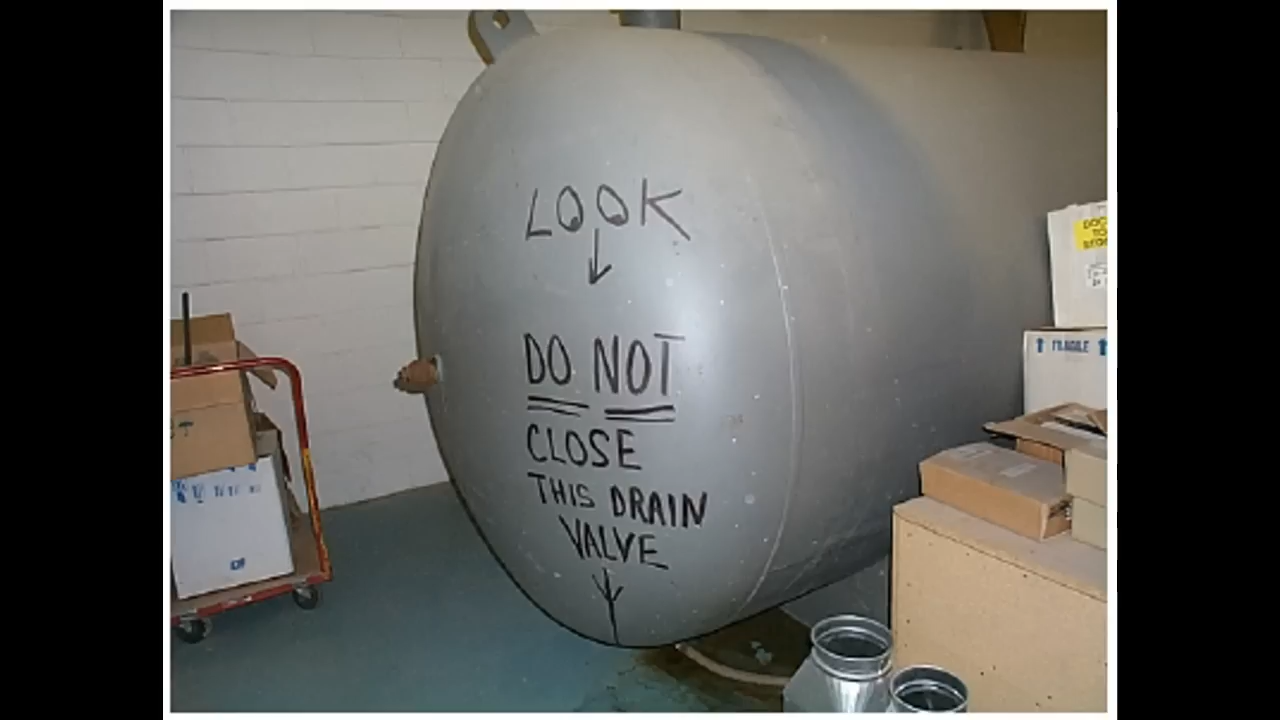 LOOK
DO NOT
CLOSE
THIS DRAIN
VALVE
FRAGILE